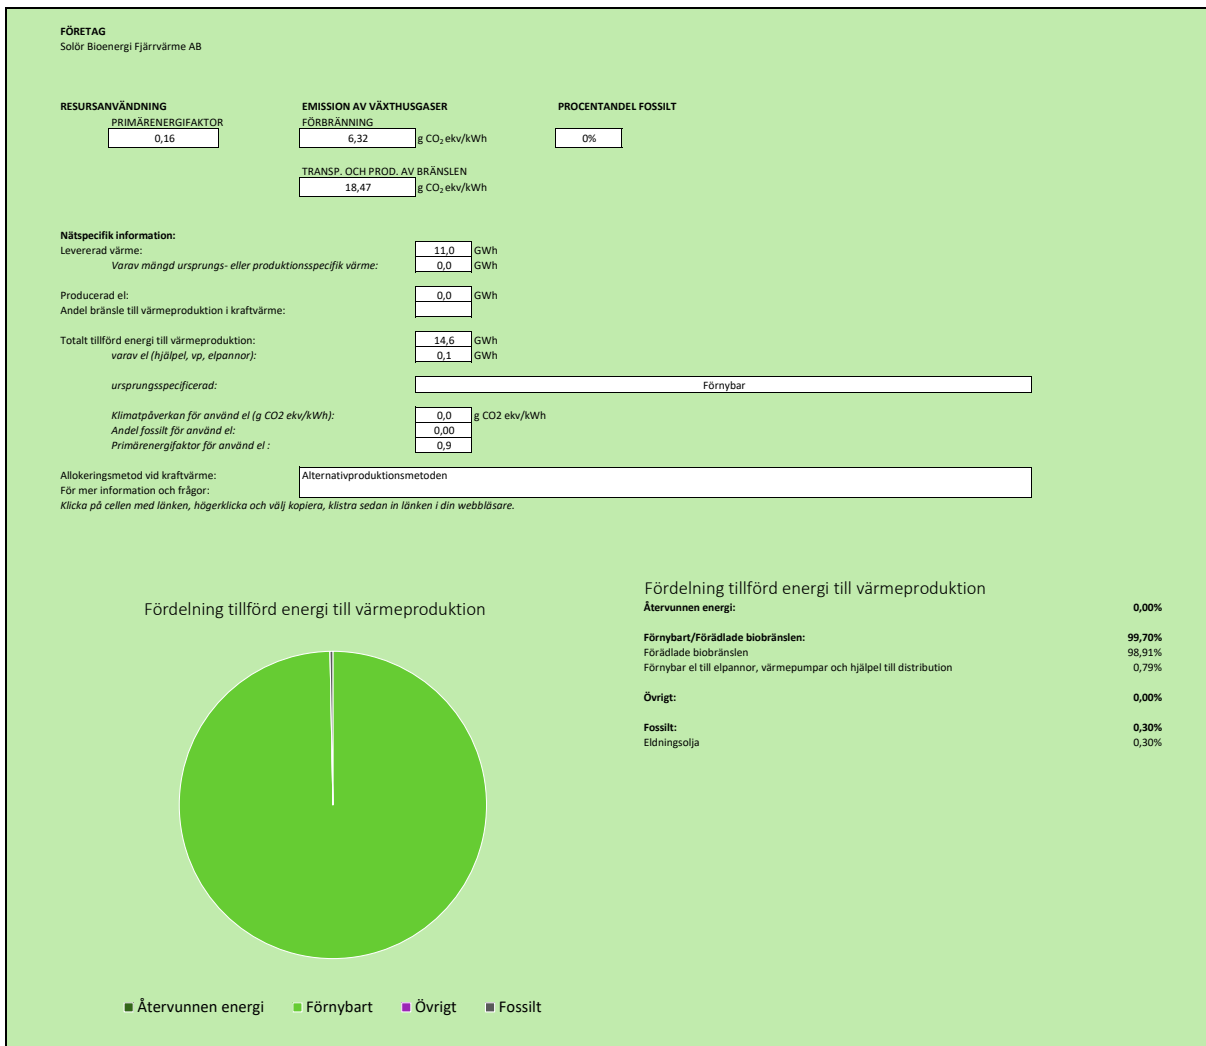 FÖRETAG
Solör Bioenergi Fjärrvärme AB
RESURSANVÄNDNING
EMISSION AV VÄXTHUSGASER
PROCENTANDEL FOSSILT
PRIMÄRENERGIFAKTOR
FÖRBRÄNNING
0,16
6,32 g CO₂ ekv/kWh
0%
TRANSP. OCH PROD. AV BRÄNSLEN
18,47 g CO₂ ekv/kWh
Nätspecifik information:
Levererad värme: 11,0 GWh
Varav mängd ursprungs- eller produktionsspecifik värme: 0,0 GWh
Producerad el: 0,0 GWh
Andel bränsle till värmeproduktion i kraftvärme:
Totalt tillförd energi till värmeproduktion: 14,6 GWh
varav el (hjälpel, vp, elpannor): 0,1 GWh
ursprungsspecificerad: Förnybar
Klimatpåverkan för använd el (g CO2 ekv/kWh): 0,0 g CO2 ekv/kWh
Andel fossilt för använd el: 0,00
Primärenergifaktor för använd el : 0,9
Allokeringsmetod vid kraftvärme: Alternativproduktionsmetoden
För mer information och frågor:
Klicka på cellen med länken, högerklicka och välj kopiera, klistra sedan in länken i din webbläsare.
Fördelning tillförd energi till värmeproduktion
Återvunnen energi
Förnybart
Övrigt
Fossilt
Fördelning tillförd energi till värmeproduktion
Återvunnen energi: 0,00%
Förnybart/Förädlade biobränslen: 99,70%
Förädlade biobränslen 98,91%
Förnybar el till elpannor, värmepumpar och hjälpel till distribution 0,79%
Övrigt: 0,00%
Fossilt: 0,30%
Eldningsolja 0,30%